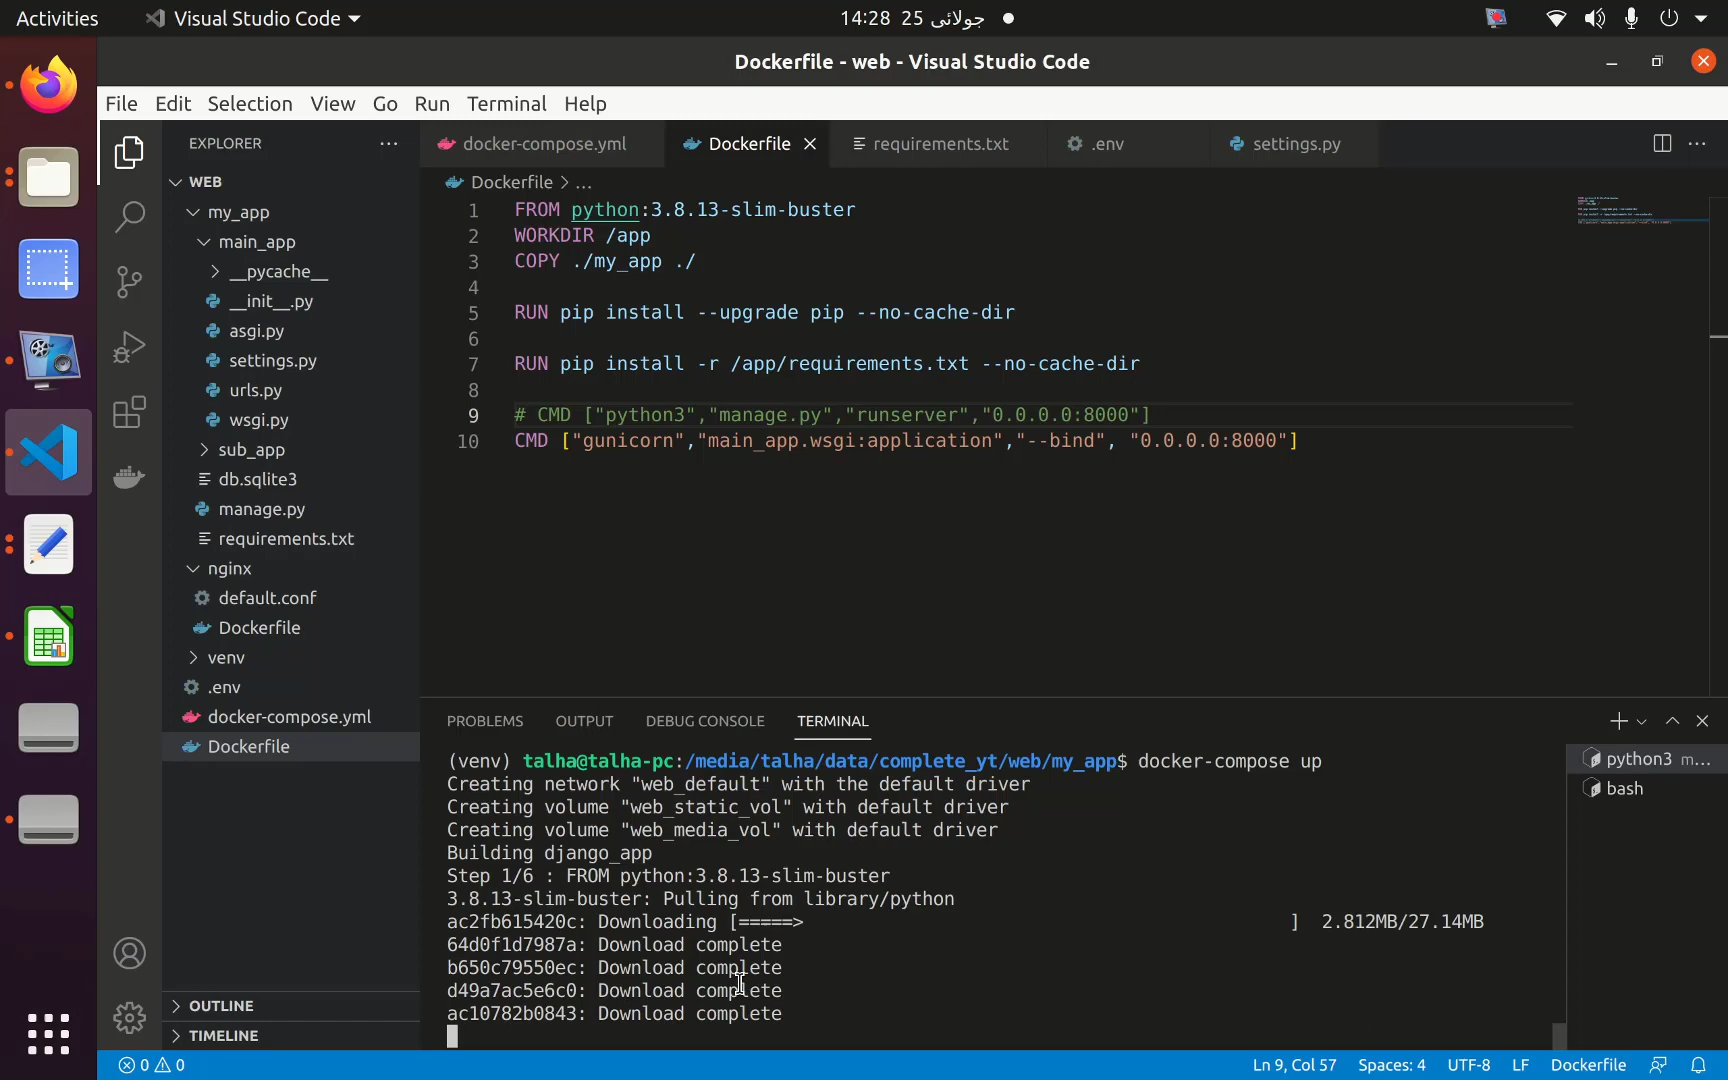 Activities
Visual Studio Code
14:28 25 جولائی
Dockerfile - web - Visual Studio Code
File Edit Selection View Go Run Terminal Help
EXPLORER
docker-compose.yml
Dockerfile
requirements.txt
.env
settings.py
Dockerfile > ...
WEB
my_app
main_app
__pycache__
__init__.py
asgi.py
settings.py
urls.py
wsgi.py
sub_app
db.sqlite3
manage.py
requirements.txt
nginx
default.conf
Dockerfile
venv
.env
docker-compose.yml
Dockerfile
OUTLINE
TIMELINE
1 FROM python:3.8.13-slim-buster
2 WORKDIR /app
3 COPY ./my_app ./
4
5 RUN pip install --upgrade pip --no-cache-dir
6
7 RUN pip install -r /app/requirements.txt --no-cache-dir
8
9 # CMD ["python3","manage.py","runserver","0.0.0.0:8000"]
10 CMD ["gunicorn","main_app.wsgi:application","--bind", "0.0.0.0:8000"]
PROBLEMS OUTPUT DEBUG CONSOLE TERMINAL
(venv) talha@talha-pc:/media/talha/data/complete_yt/web/my_app$ docker-compose up
Creating network "web_default" with the default driver
Creating volume "web_static_vol" with default driver
Creating volume "web_media_vol" with default driver
Building django_app
Step 1/6 : FROM python:3.8.13-slim-buster
3.8.13-slim-buster: Pulling from library/python
ac2fb615420c: Downloading [=====> ] 2.812MB/27.14MB
64d0f1d7987a: Download complete
b650c79550ec: Download complete
d49a7ac5e6c0: Download complete
ac10782b0843: Download complete
python3 m...
bash
0 0
Ln 9, Col 57 Spaces: 4 UTF-8 LF Dockerfile